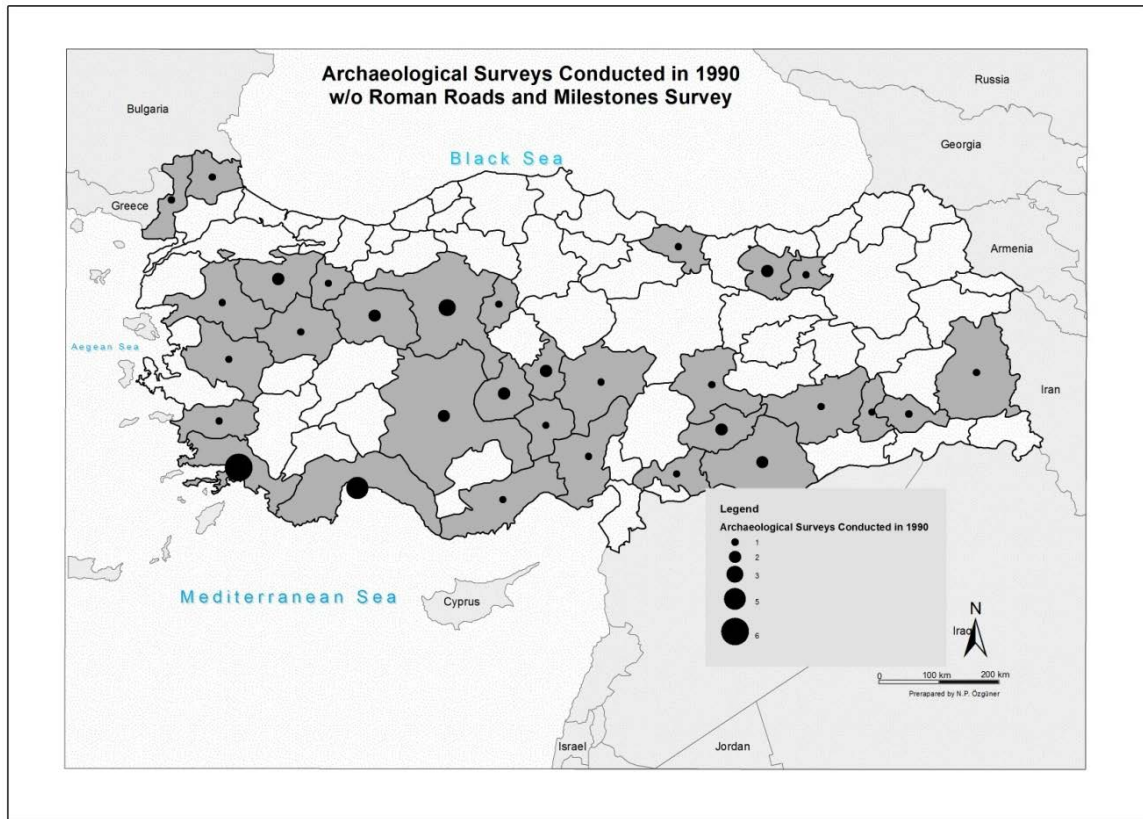 Archaeological Surveys Conducted in 1990
w/o Roman Roads and Milestones Survey
Russia
Bulgaria
Georgia
Black Sea
Greece
Armenia
Aegean Sea
Iran
Legend
Archaeological Surveys Conducted in 1990
1
2
3
5
6
Mediterranean Sea
Cyprus
N
Iraq
0 100 km 200 km
Prerapared by N.P. Özgüner
Israel
Jordan